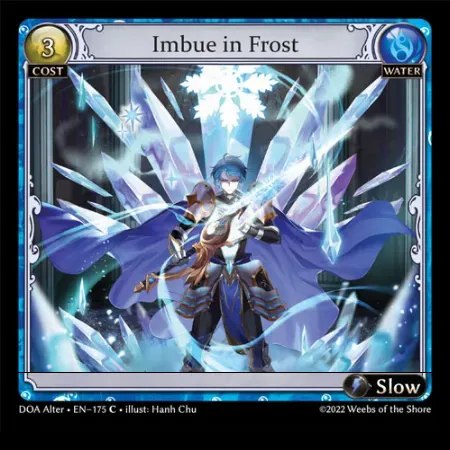 3
Imbue in Frost
COST
WATER
Slow
DOA Alter • EN-175 C • illust: Hanh Chu
©2022 Weebs of the Shore